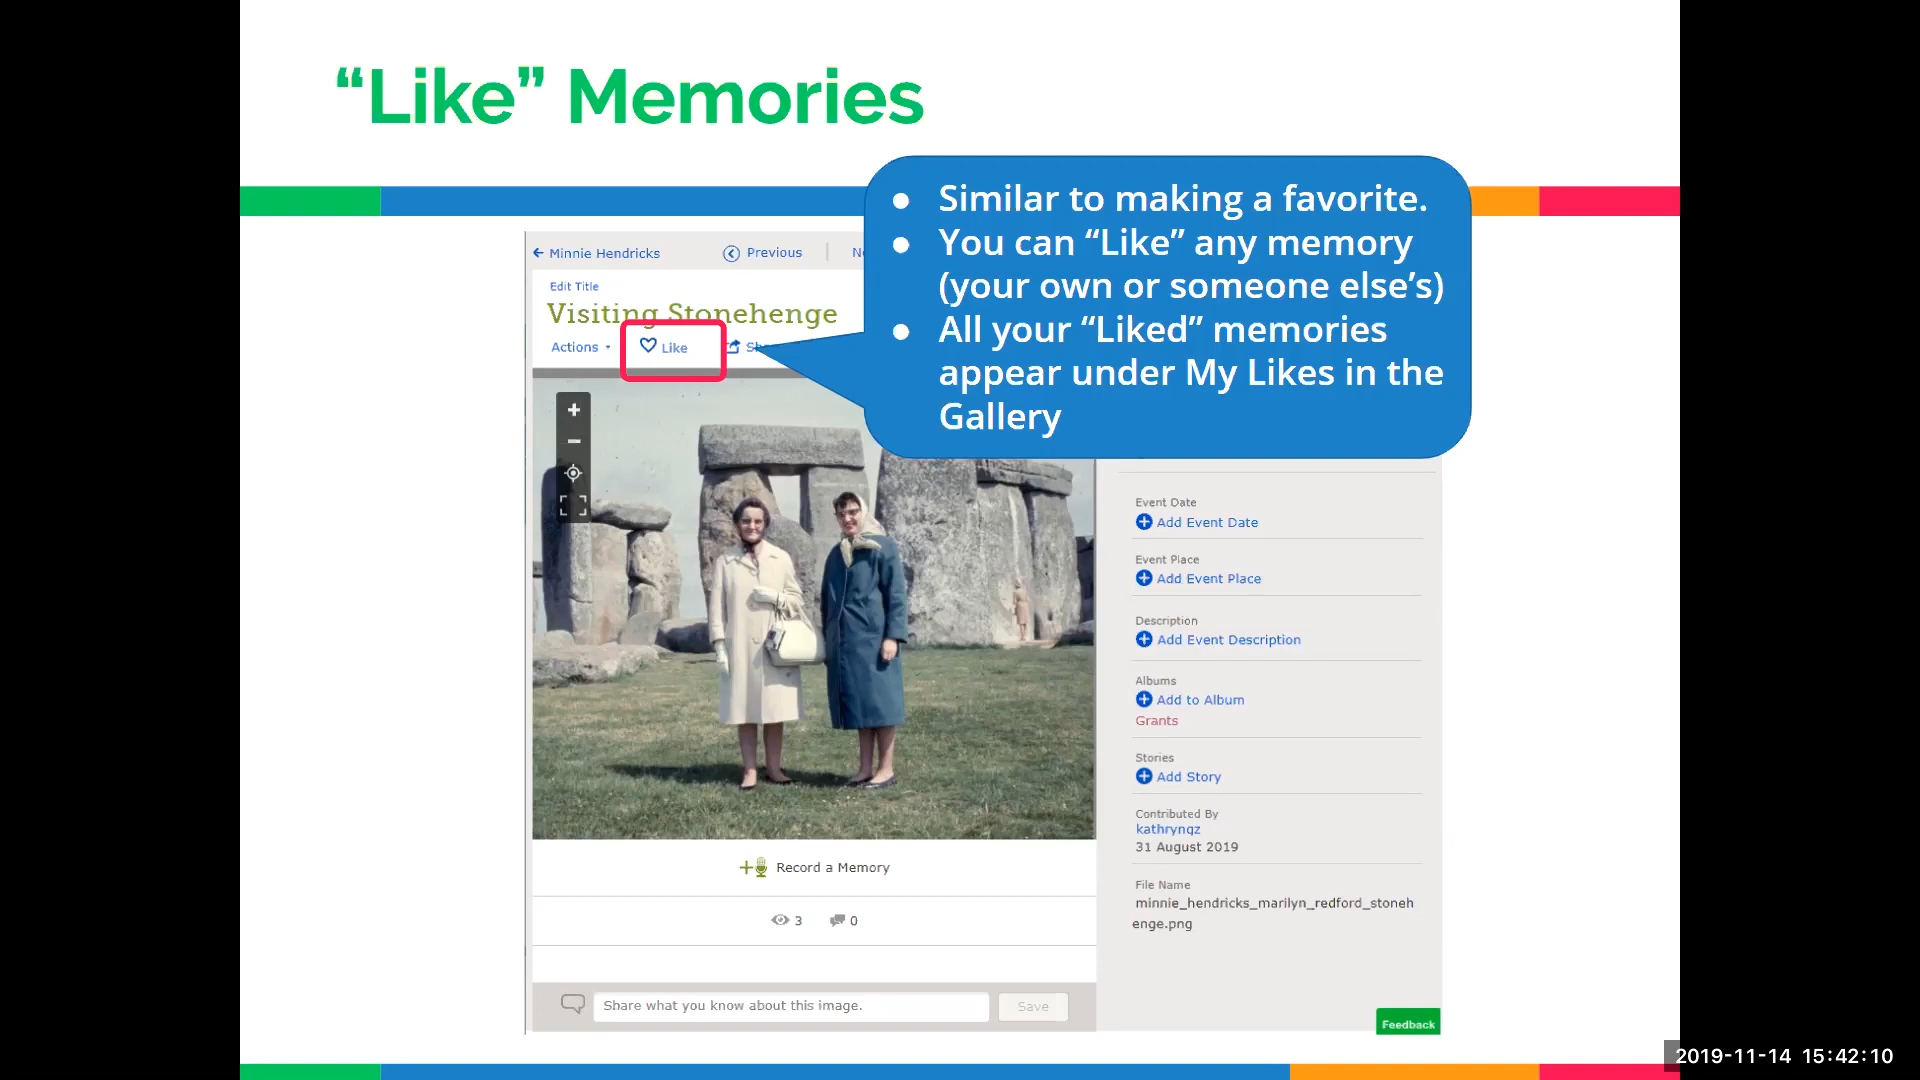 “Like” Memories
● Similar to making a favorite.
● You can “Like” any memory
(your own or someone else’s)
● All your “Liked” memories
appear under My Likes in the
Gallery
Minnie Hendricks
Previous
Edit Title
Visiting Stonehenge
Actions
Like
Event Date
Add Event Date
Event Place
Add Event Place
Description
Add Event Description
Albums
Add to Album
Grants
Stories
Add Story
Contributed By
kathryngz
31 August 2019
File Name
minnie_hendricks_marilyn_redford_stoneh
enge.png
Record a Memory
3 0
Share what you know about this image.
Save
Feedback
2019-11-14 15:42:10